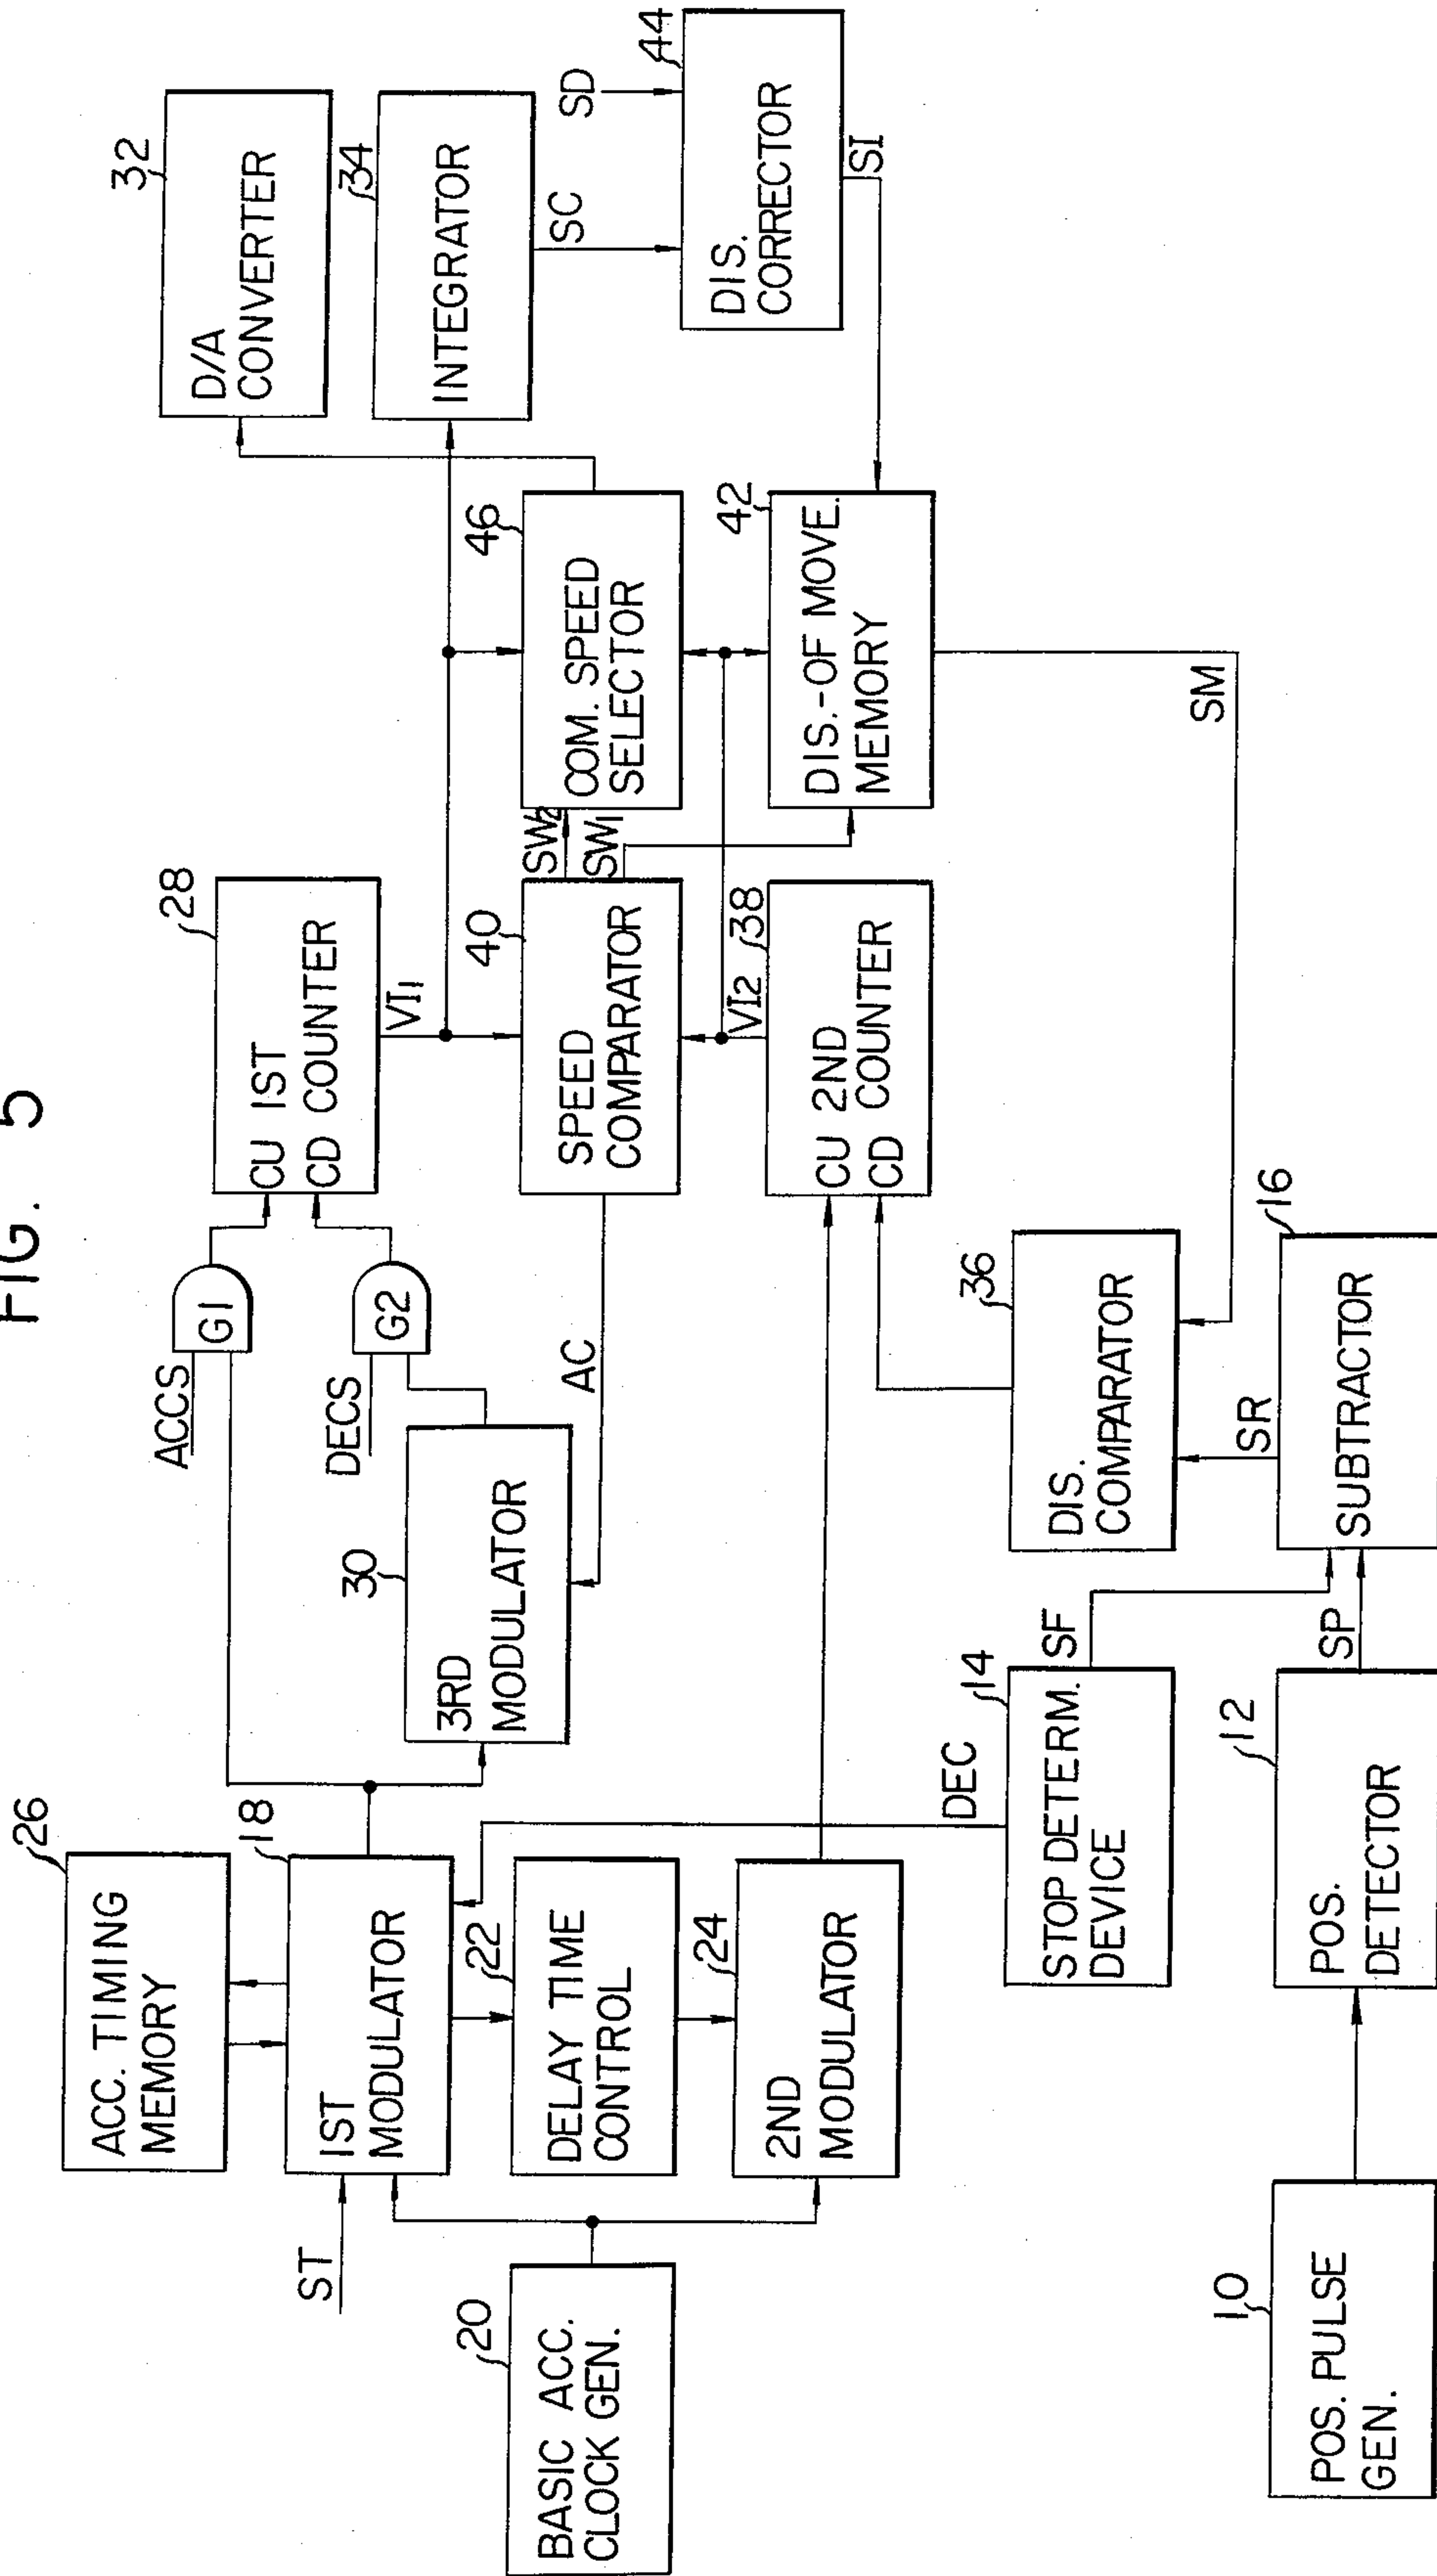 FIG. 5
26
ACC. TIMING
MEMORY
ST
18
1ST
MODULATOR
20
BASIC ACC.
CLOCK GEN.
22
DELAY TIME
CONTROL
24
2ND
MODULATOR
ACCS
G1
DECS
G2
30
3RD
MODULATOR
AC
28
CU 1ST
CD COUNTER
VI1
40
SPEED
COMPARATOR
SW2
SW1
VI2
38
CU 2ND
CD COUNTER
32
D/A
CONVERTER
34
INTEGRATOR
SC
SD
44
DIS.
CORRECTOR
SI
46
COM. SPEED
SELECTOR
42
DIS.-OF MOVE.
MEMORY
SM
DEC
14
STOP DETERM.
DEVICE
SF
36
DIS.
COMPARATOR
SR
10
POS. PULSE
GEN.
12
POS.
DETECTOR
SP
16
SUBTRACTOR